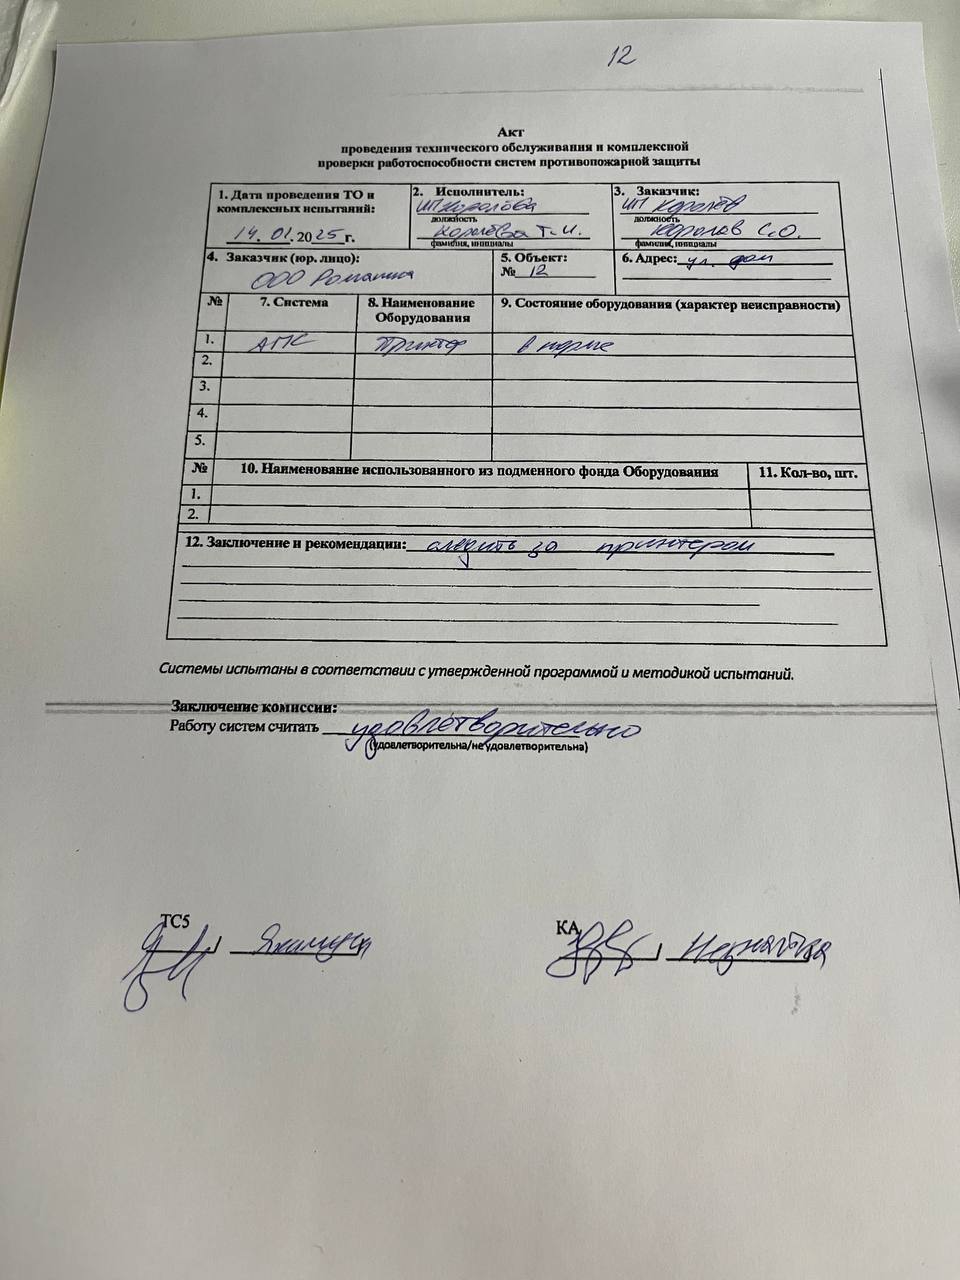 12
Акт
проведения технического обслуживания и комплексной
проверки работоспособности систем противопожарной защиты
1. Дата проведения ТО и
комплексных испытаний:
14.01.2025г.
2. Исполнитель:
ИП Королёва
должность
Королёва Т.И.
фамилия, инициалы
3. Заказчик:
ИП Королёв
должность
Королёв С.О.
фамилия, инициалы
4. Заказчик (юр. лицо):
ООО Ромашка
5. Объект:
№ 12
6. Адрес: ул. дом
№ 7. Система 8. Наименование Оборудования 9. Состояние оборудования (характер неисправности)
1. АПС Принтер в норме
2.
3.
4.
5.
№ 10. Наименование использованного из подменного фонда Оборудования 11. Кол-во, шт.
1.
2.
12. Заключение и рекомендации: следить за принтером
Системы испытаны в соответствии с утвержденной программой и методикой испытаний.
Заключение комиссии:
Работу систем считать удовлетворительно
(удовлетворительна/не удовлетворительна)
ТС5 КА
/ /